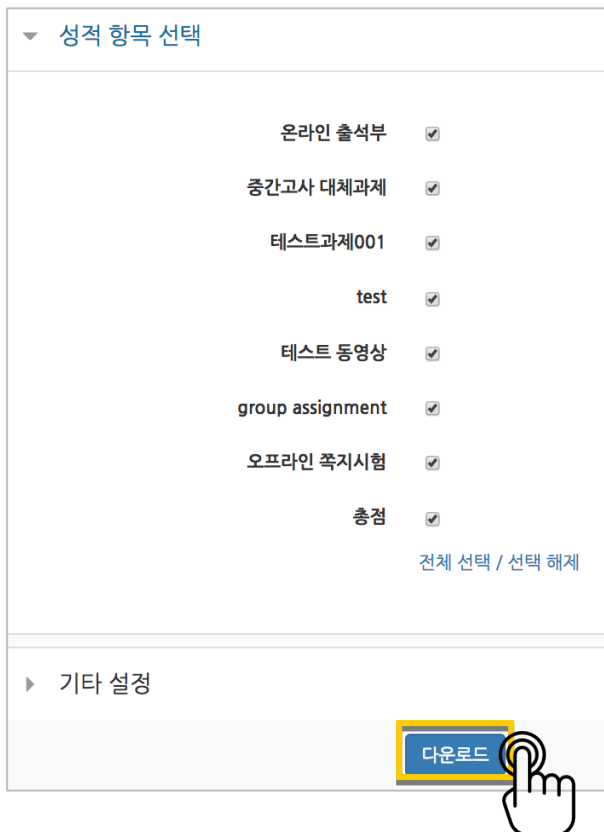 성적 항목 선택
온라인 출석부
중간고사 대체과제
테스트과제001
test
테스트 동영상
group assignment
오프라인 쪽지시험
총점
전체 선택 / 선택 해제
기타 설정
다운로드